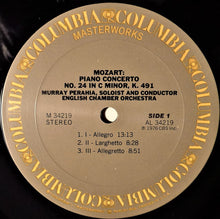 COLUMBIA
MASTERWORKS
MOZART:
PIANO CONCERTO
NO. 24 IN C MINOR, K. 491
MURRAY PERAHIA, SOLOIST AND CONDUCTOR
ENGLISH CHAMBER ORCHESTRA
M 34219
STEREO
SIDE 1
AL 34219
℗ 1976 CBS Inc.
1. I - Allegro 13:13
2. II - Larghetto 8:28
3. III - Allegretto 8:51
COLUMBIA
COLUMBIA
COLUMBIA
COLUMBIA